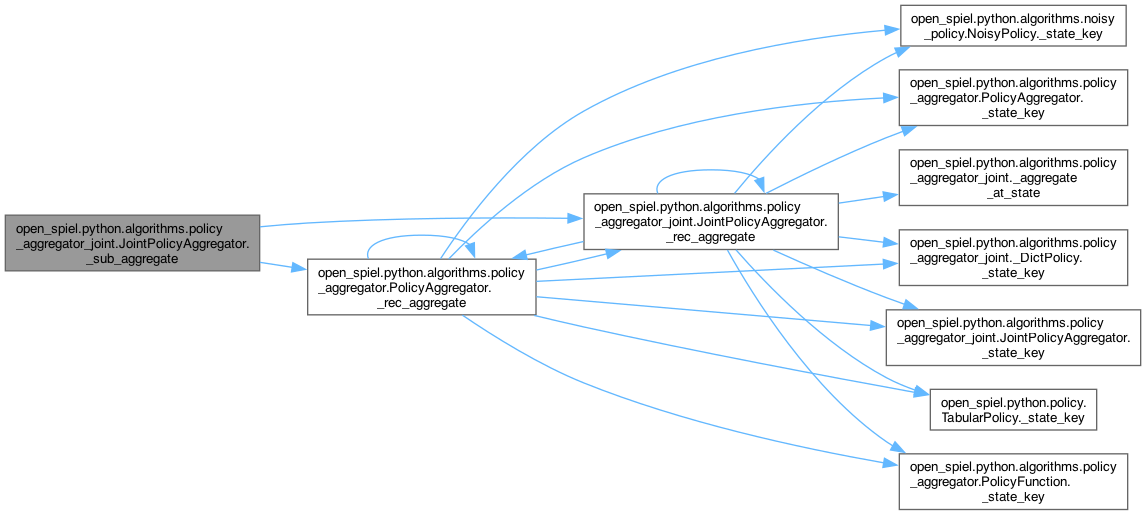 open_spiel.python.algorithms.policy
_aggregator_joint.JointPolicyAggregator.
_sub_aggregate
open_spiel.python.algorithms.policy
_aggregator.PolicyAggregator.
_rec_aggregate
open_spiel.python.algorithms.policy
_aggregator_joint.JointPolicyAggregator.
_rec_aggregate
open_spiel.python.algorithms.noisy
_policy.NoisyPolicy._state_key
open_spiel.python.algorithms.policy
_aggregator.PolicyAggregator.
_state_key
open_spiel.python.algorithms.policy
_aggregator_joint._aggregate
_at_state
open_spiel.python.algorithms.policy
_aggregator_joint._DictPolicy.
_state_key
open_spiel.python.algorithms.policy
_aggregator_joint.JointPolicyAggregator.
_state_key
open_spiel.python.policy.
TabularPolicy._state_key
open_spiel.python.algorithms.policy
_aggregator.PolicyFunction.
_state_key